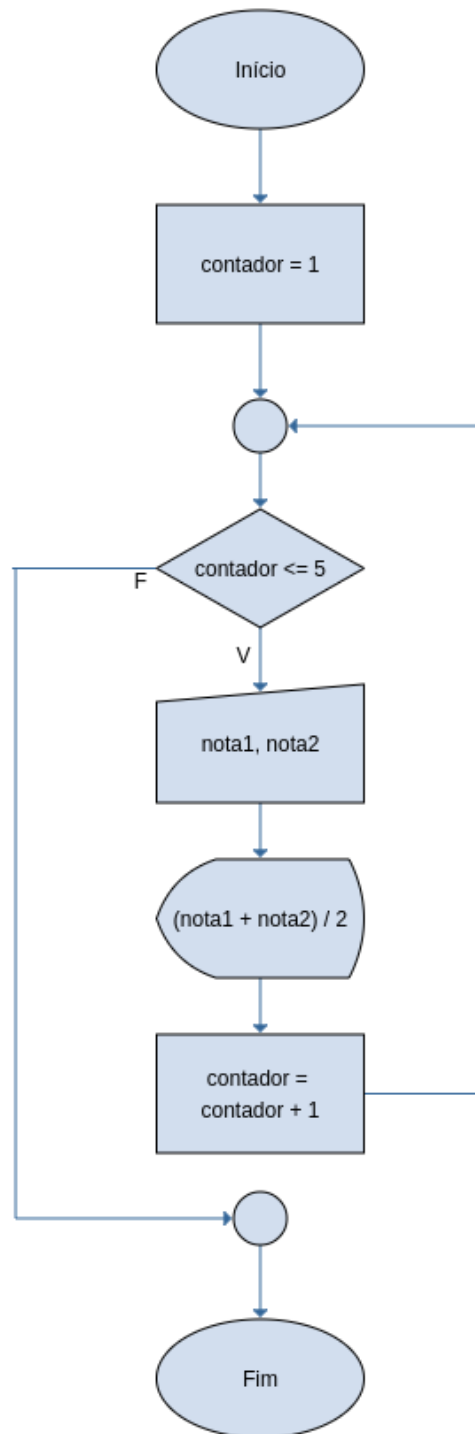 Início
contador = 1
contador <= 5
F
V
nota1, nota2
(nota1 + nota2) / 2
contador =
contador + 1
Fim